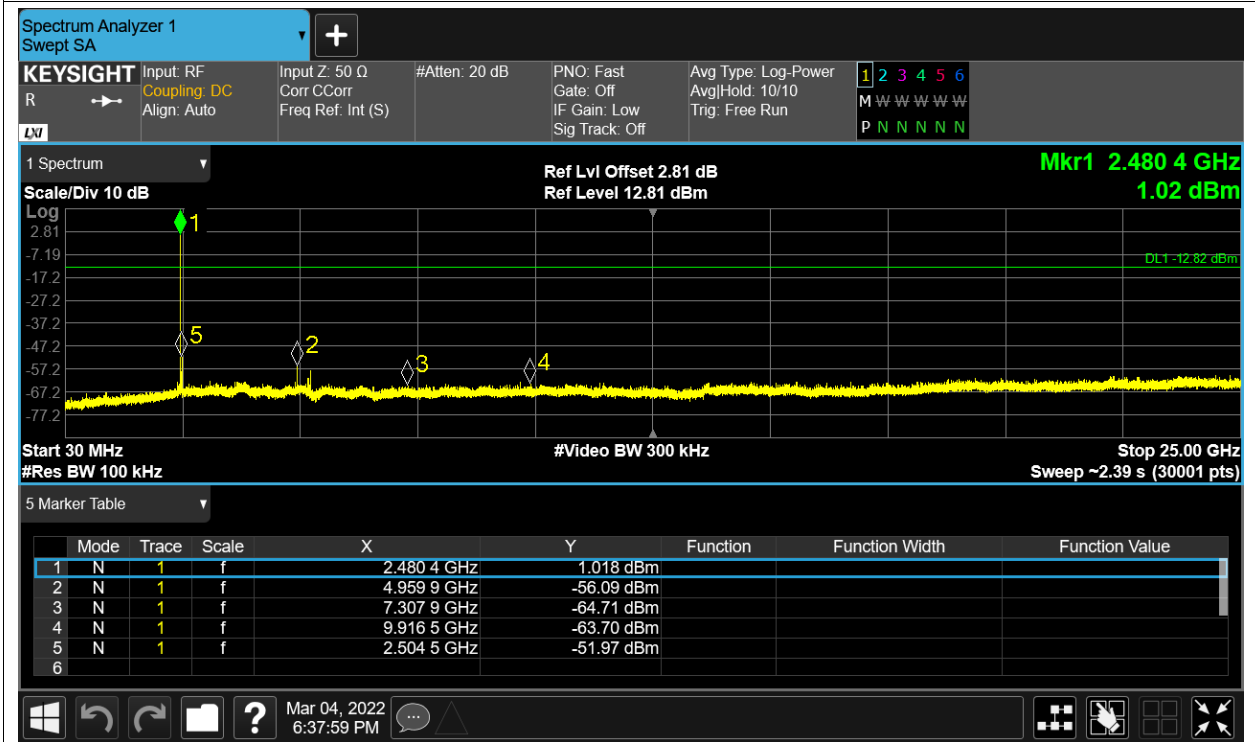 Spectrum Analyzer 1
Swept SA
+
KEYSIGHT Input: RF Input Z: 50 Ω #Atten: 20 dB PNO: Fast Avg Type: Log-Power 1 2 3 4 5 6
R Coupling: DC Corr CCorr Gate: Off Avg|Hold: 10/10 M W W W W W
Align: Auto Freq Ref: Int (S) IF Gain: Low Trig: Free Run
LXI Sig Track: Off P N N N N N
1 Spectrum Ref Lvl Offset 2.81 dB Mkr1 2.480 4 GHz
Scale/Div 10 dB Ref Level 12.81 dBm 1.02 dBm
Log
1
2.81
-7.19
DL1 -12.82 dBm
-17.2
-27.2
-37.2
5
-47.2
2
-57.2
3
4
-67.2
-77.2
Start 30 MHz #Video BW 300 kHz Stop 25.00 GHz
#Res BW 100 kHz Sweep ~2.39 s (30001 pts)
5 Marker Table
Mode Trace Scale X Y Function Function Width Function Value
1 N 1 f 2.480 4 GHz 1.018 dBm
2 N 1 f 4.959 9 GHz -56.09 dBm
3 N 1 f 7.307 9 GHz -64.71 dBm
4 N 1 f 9.916 5 GHz -63.70 dBm
5 N 1 f 2.504 5 GHz -51.97 dBm
6
? Mar 04, 2022
6:37:59 PM